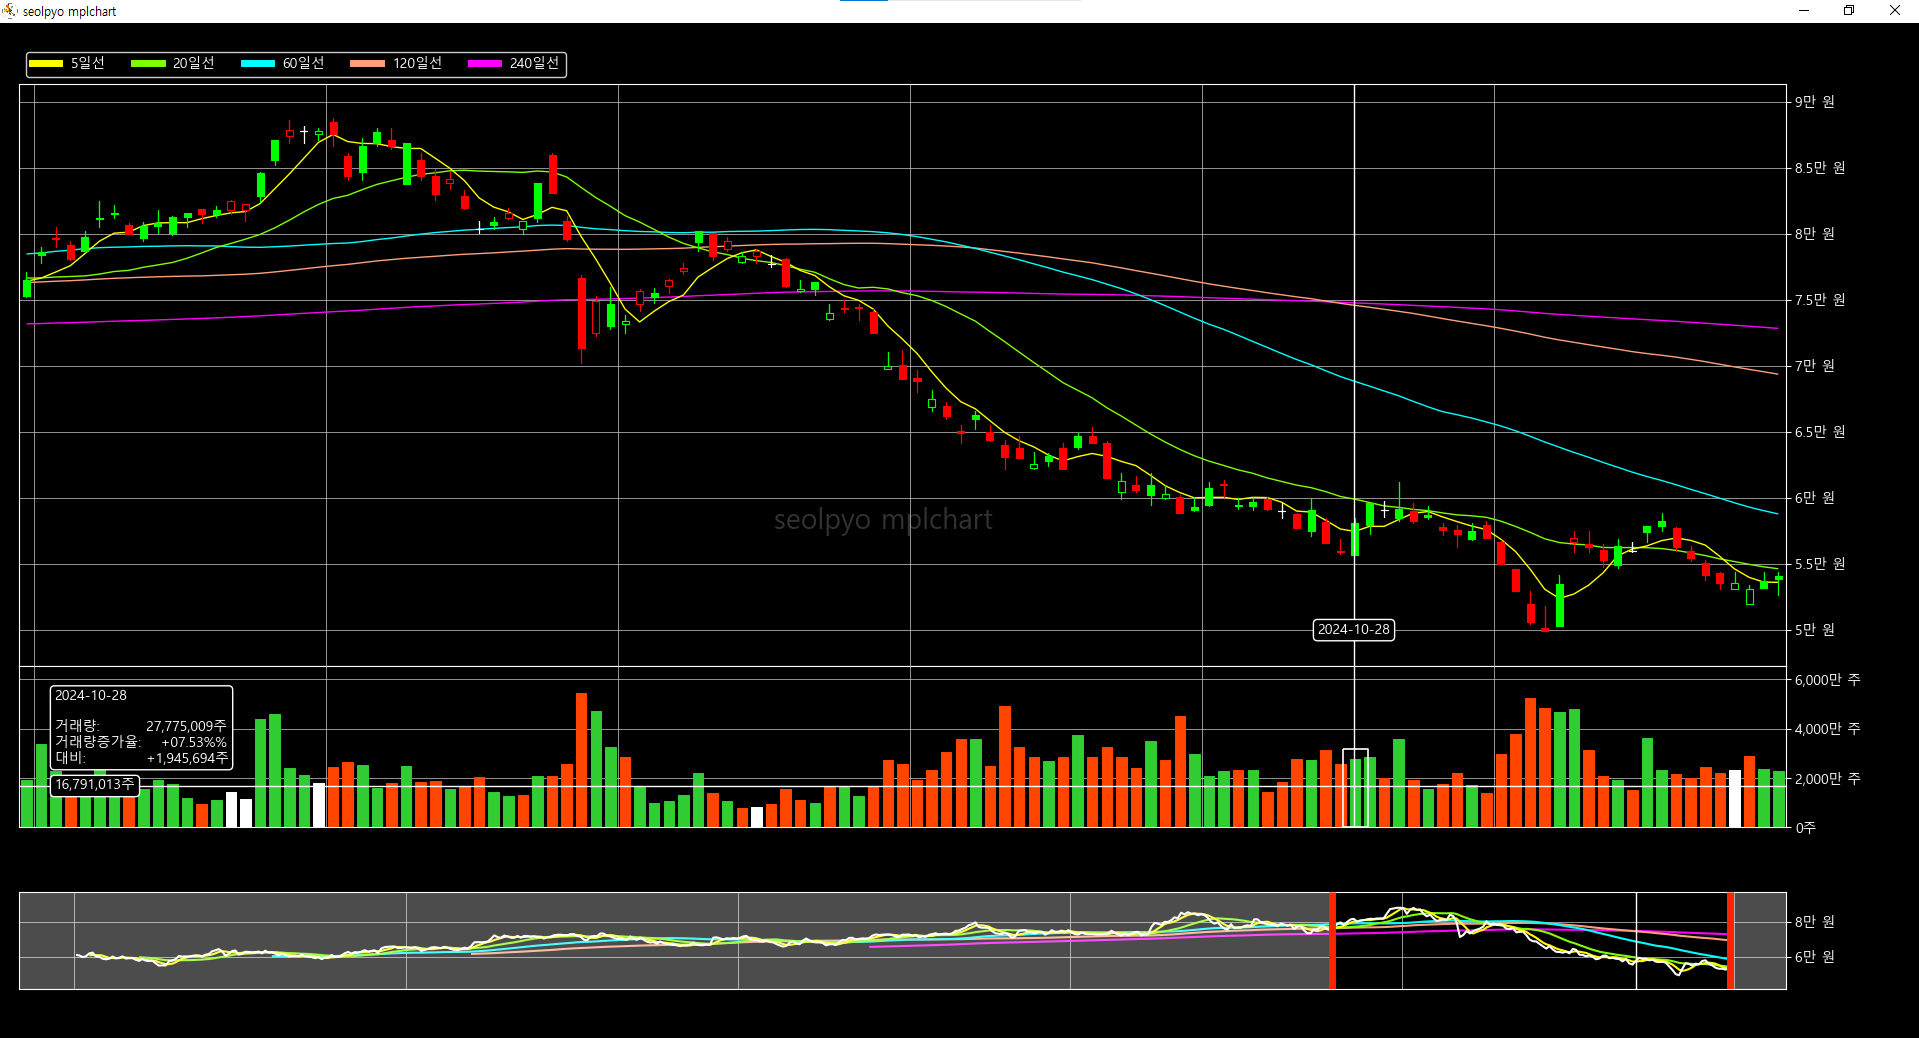 seolpyo mplchart
5일선 20일선 60일선 120일선 240일선
9만 원
8.5만 원
8만 원
7.5만 원
7만 원
6.5만 원
6만 원
seolpyo mplchart
5.5만 원
2024-10-28
5만 원
6,000만 주
2024-10-28
거래량: 27,775,009주
거래량증가율: +07.53%%
대비: +1,945,694주
4,000만 주
2,000만 주
16,791,013주
0주
8만 원
6만 원